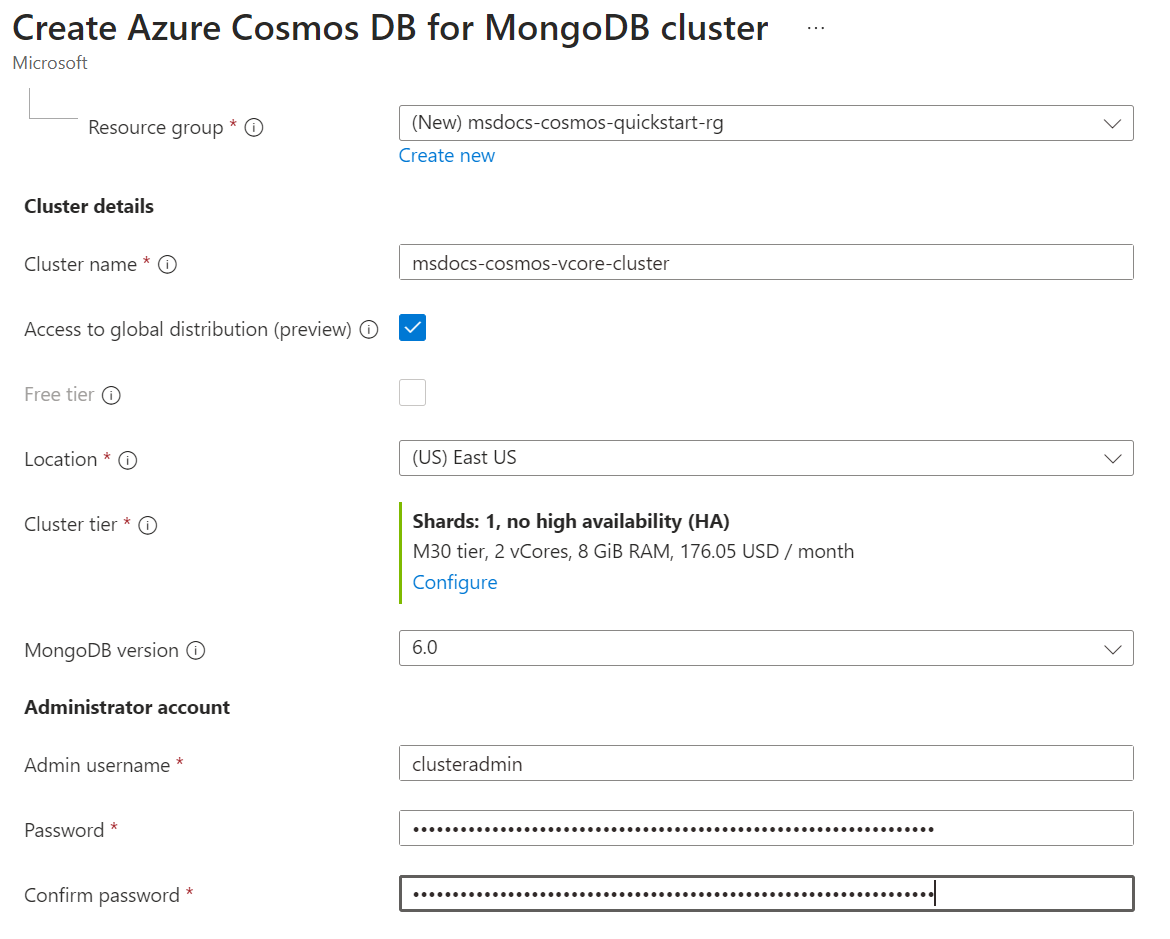 Create Azure Cosmos DB for MongoDB cluster ...
Microsoft
Resource group * (New) msdocs-cosmos-quickstart-rg
Create new
Cluster details
Cluster name * msdocs-cosmos-vcore-cluster
Access to global distribution (preview)
Free tier
Location * (US) East US
Cluster tier * Shards: 1, no high availability (HA)
M30 tier, 2 vCores, 8 GiB RAM, 176.05 USD / month
Configure
MongoDB version 6.0
Administrator account
Admin username * clusteradmin
Password * ••••••••••••••••••••••••••••••••••••••••••••••••••••••••••••••••••
Confirm password * ••••••••••••••••••••••••••••••••••••••••••••••••••••••••••••••••••